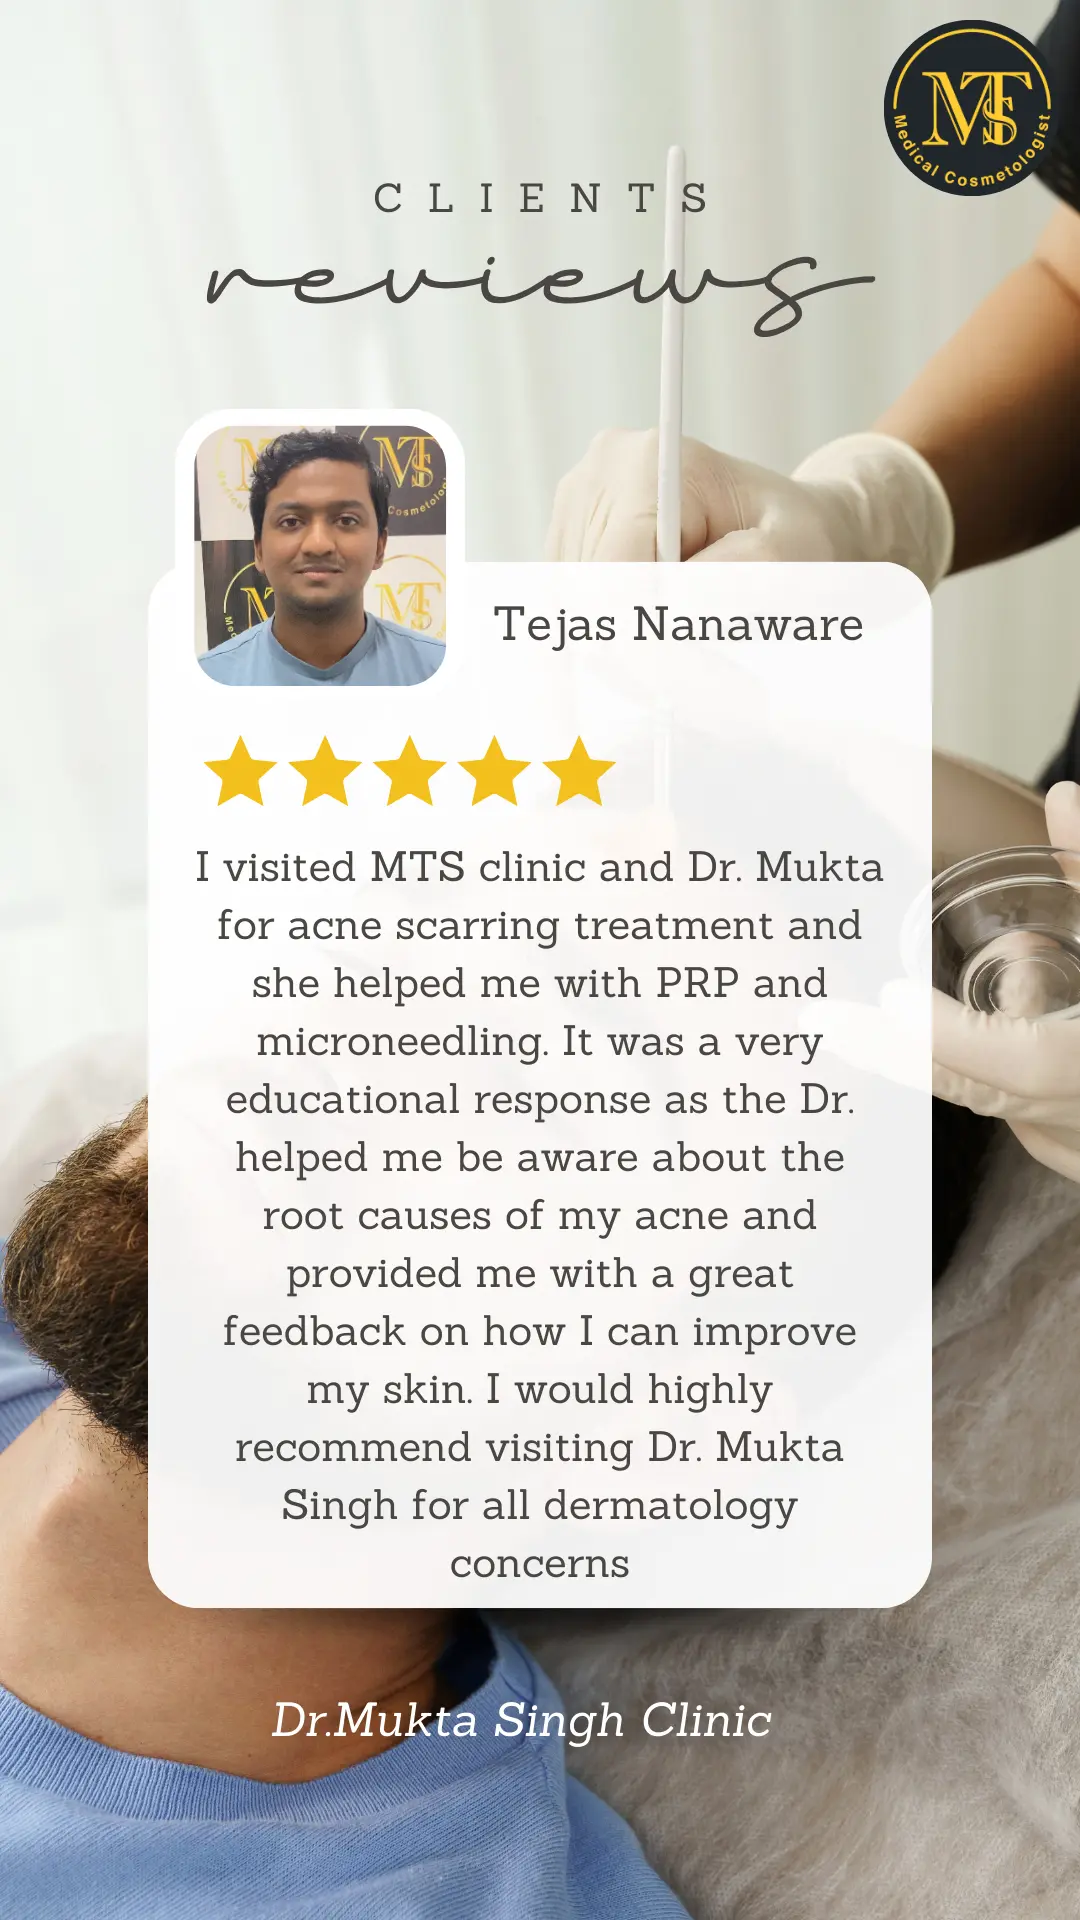 MTS
Medical Cosmetologist
CLIENTS
reviews
MTS
MTS
Cosmetolog
Tejas Nanaware
I visited MTS clinic and Dr. Mukta
for acne scarring treatment and
she helped me with PRP and
microneedling. It was a very
educational response as the Dr.
helped me be aware about the
root causes of my acne and
provided me with a great
feedback on how I can improve
my skin. I would highly
recommend visiting Dr. Mukta
Singh for all dermatology
concerns
Dr.Mukta Singh Clinic